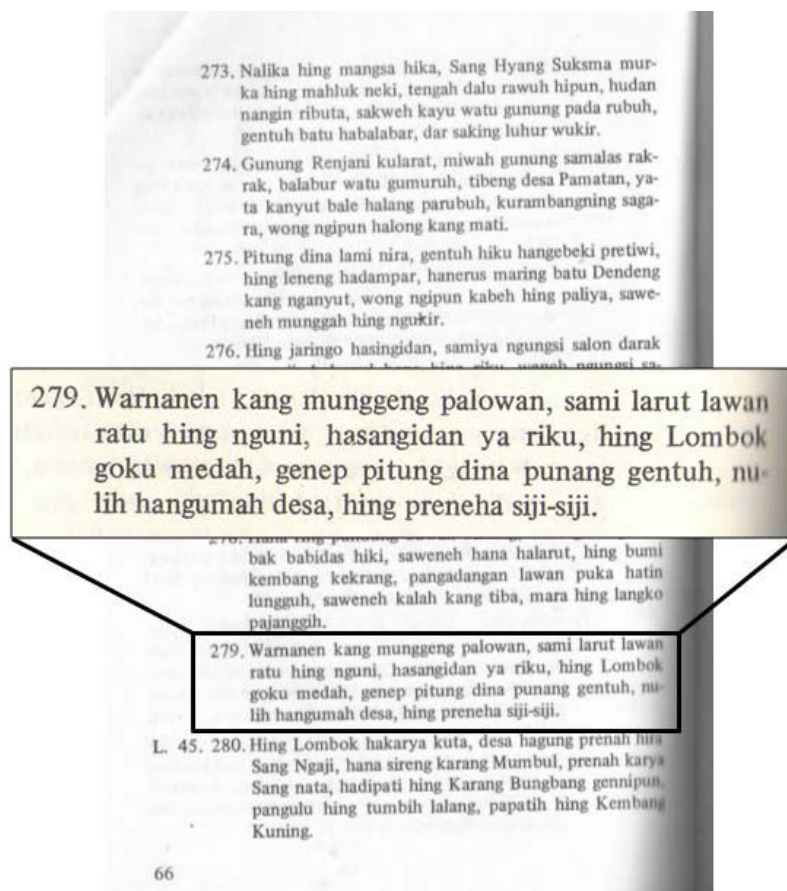 273. Nalika hing mangsa hika, Sang Hyang Suksma mur-
ka hing mahluk neki, tengah dalu rawuh hipun, hudan
nangin ributa, sakweh kayu watu gunung pada rubuh,
gentuh batu habalabar, dar saking luhur wukir.
274. Gunung Renjani kularat, miwah gunung samalas rak-
rak, balabur watu gumuruh, tibeng desa Pamatan, ya-
ta kanyut bale halang parubuh, kurambangning saga-
ra, wong ngipun halong kang mati.
275. Pitung dina lami nira, gentuh hiku hangebeki pretiwi,
hing leneng hadampar, hanerus maring batu Dendeng
kang nganyut, wong ngipun kabeh hing paliya, sawe-
neh munggah hing ngukir.
276. Hing jaringo hasingidan, samiya ngungsi salon darak
279. Warnanen kang munggeng palowan, sami larut lawan
ratu hing nguni, hasangidan ya riku, hing Lombok
goku medah, genep pitung dina punang gentuh, nu-
lih hangumah desa, hing preneha siji-siji.
bak babidas hiki, saweneh hana halarut, hing bumi
kembang kekrang, pangadangan lawan puka hatin
lungguh, saweneh kalah kang tiba, mara hing langko
pajanggih.
279. Warnanen kang munggeng palowan, sami larut lawan
ratu hing nguni, hasangidan ya riku, hing Lombok
goku medah, genep pitung dina punang gentuh, nu-
lih hangumah desa, hing preneha siji-siji.
L. 45. 280. Hing Lombok hakarya kuta, desa hagung prenah hira
Sang Ngaji, hana sireng karang Mumbul, prenah karya
Sang nata, hadipati hing Karang Bungbang gennipun,
pangulu hing tumbih lalang, papatih hing Kembang
Kuning.
66